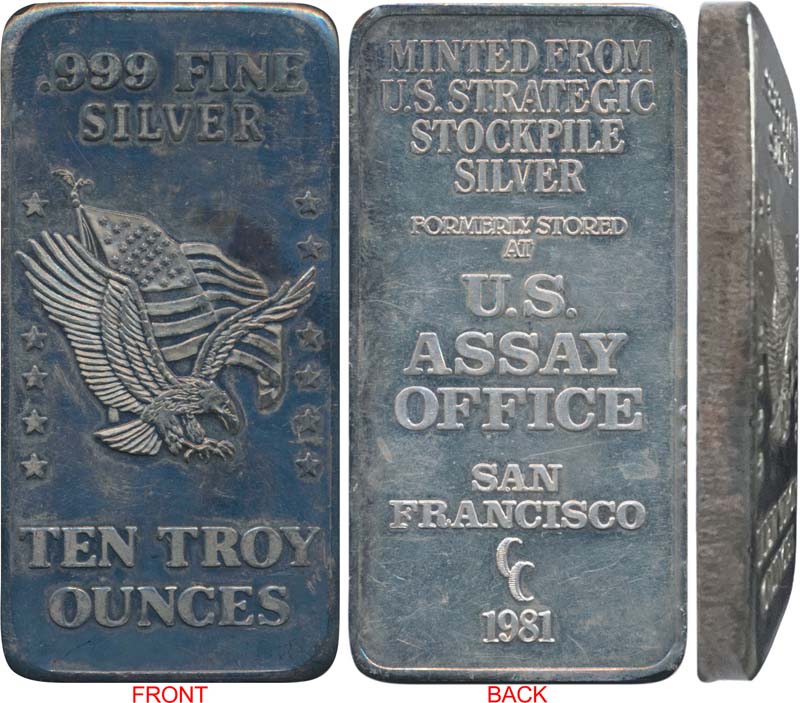 .999 FINE
SILVER
TEN TROY
OUNCES
FRONT
MINTED FROM
U.S. STRATEGIC
STOCKPILE
SILVER
FORMERLY STORED
AT
U.S.
ASSAY
OFFICE
SAN
FRANCISCO
CC
1981
BACK